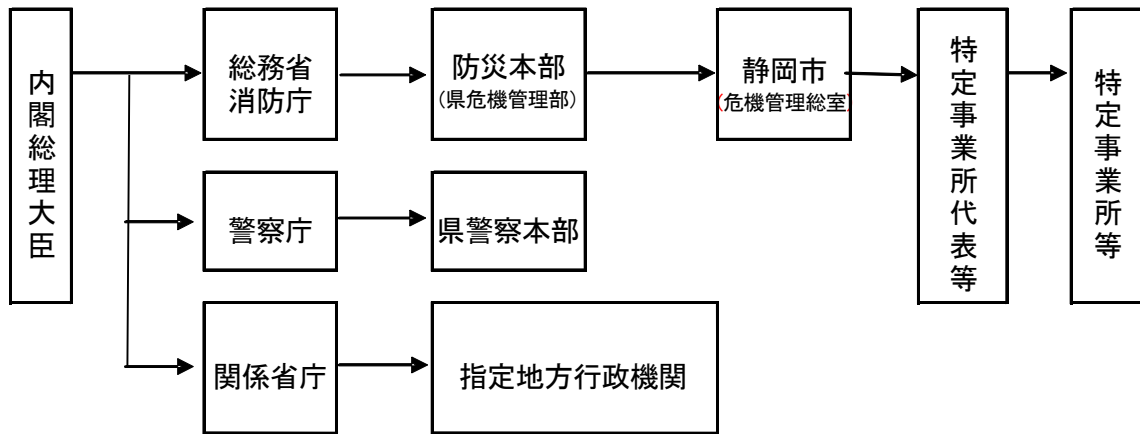 内閣総理大臣
総務省
消防庁
防災本部
(県危機管理部)
静岡市
(危機管理総室)
特定事業所代表等
特定事業所等
警察庁
県警察本部
関係省庁
指定地方行政機関